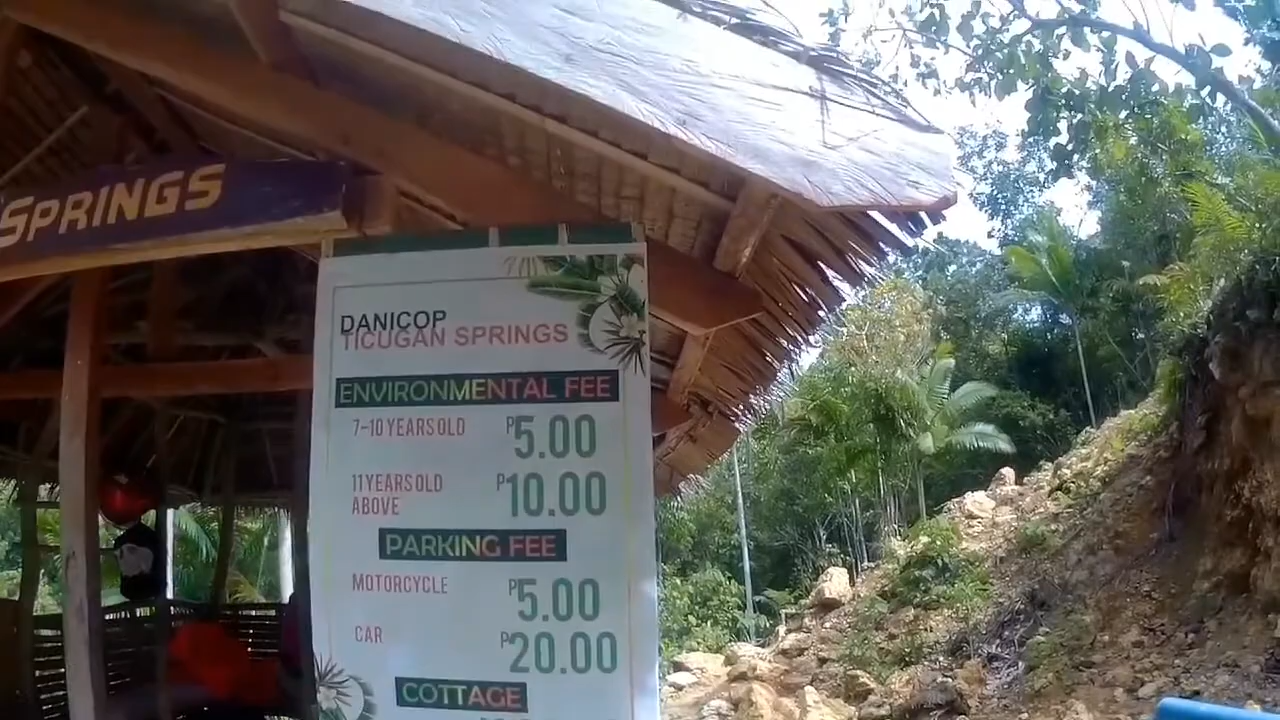 SPRINGS
DANICOP
TICUGAN SPRINGS
ENVIRONMENTAL FEE
7-10 YEARS OLD ₱5.00
11 YEARS OLD
ABOVE ₱10.00
PARKING FEE
MOTORCYCLE ₱5.00
CAR ₱20.00
COTTAGE